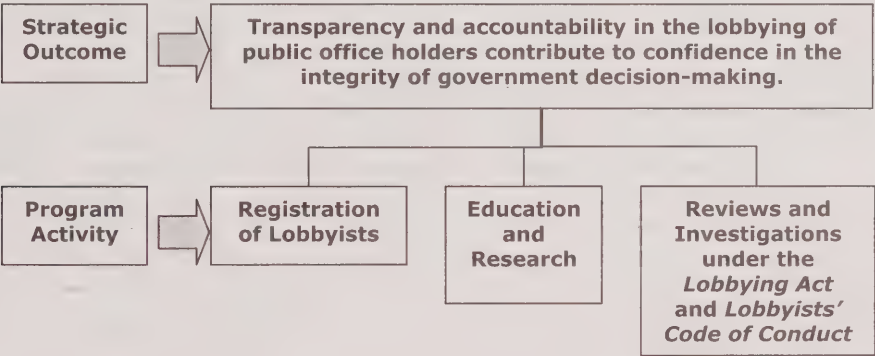 Strategic
Outcome
Transparency and accountability in the lobbying of
public office holders contribute to confidence in the
integrity of government decision-making.
Program
Activity
Registration
of Lobbyists
Education
and
Research
Reviews and
Investigations
under the
Lobbying Act
and Lobbyists'
Code of Conduct